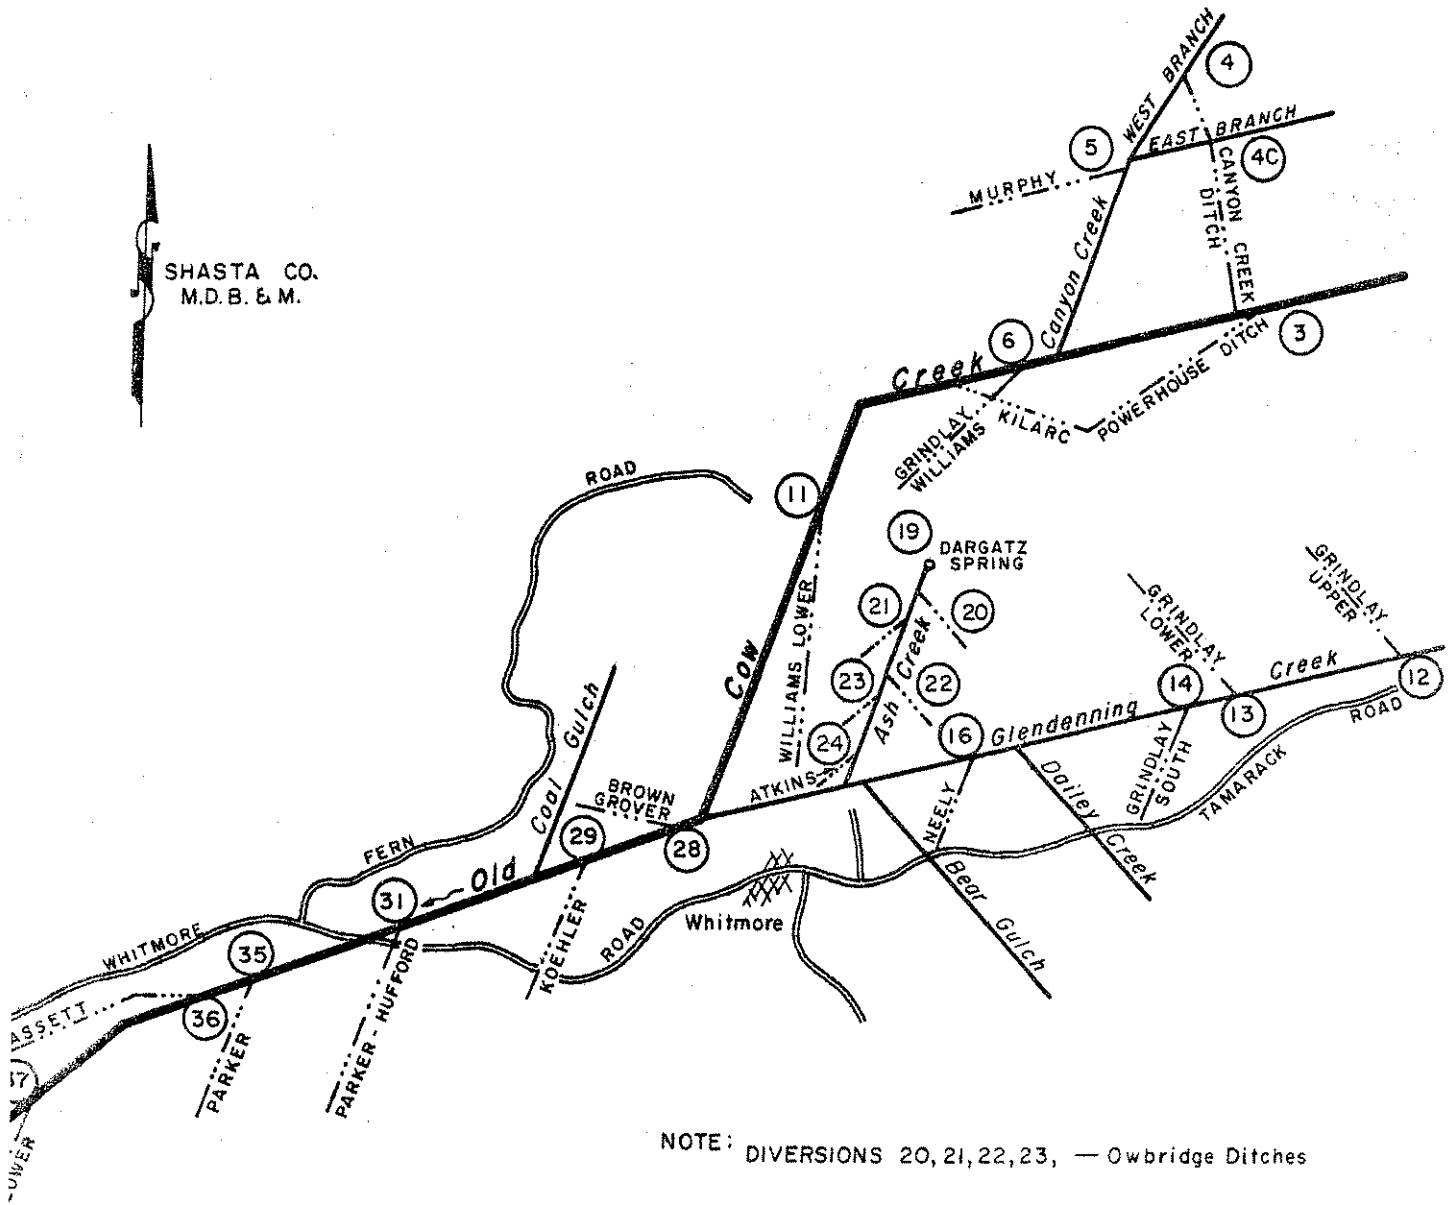 WEST BRANCH
4
EAST BRANCH
5
4C
MURPHY
CANYON CREEK
DITCH
Canyon Creek
SHASTA CO.
M.D.B. & M.
3
6
Creek
KILARC
POWERHOUSE DITCH
GRINDLAY
WILLIAMS
ROAD
11
19
DARGATZ
SPRING
GRINDLAY
UPPER
GRINDLAY
LOWER
21
20
WILLIAMS LOWER
Cow
Ash Creek
23
22
24
16
14
13
12
Glendenning Creek
ROAD
TAMARACK
GRINDLAY
SOUTH
Dailey Creek
NEELY
ATKINS
Coal Gulch
BROWN
GROVER
28
29
FERN
Old
31
Bear Gulch
Whitmore
ROAD
KOEHLER
WHITMORE
35
36
ASSETT
37
PARKER
PARKER-HUFFORD
OWER
NOTE: DIVERSIONS 20, 21, 22, 23, — Owbridge Ditches